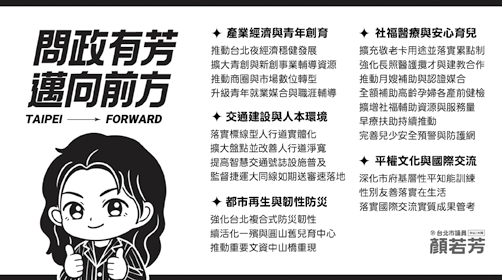 問政有芳
邁向前方
TAIPEI → FORWARD
✦ 產業經濟與青年創育
推動台北夜經濟穩健發展
擴大青創與新創事業輔導資源
推動商圈與市場數位轉型
升級青年就業媒合與職涯輔導
✦ 交通建設與人本環境
落實標線型人行道實體化
擴大盤點並改善人行道淨寬
提高智慧交通號誌設施普及
監督捷運大同線如期送審速落地
✦ 都市再生與韌性防災
強化台北複合式防災韌性
續活化一殯與圓山舊兒育中心
推動重要文資中山橋重現
✦ 社福醫療與安心育兒
擴充敬老卡用途並落實累點制
強化長照醫護攬才與建教合作
推動月嫂補助與認證媒合
全額補助高齡孕婦各產前健檢
擴增社福輔助資源與服務量
早療扶助持續推動
完善兒少安全預警與防護網
✦ 平權文化與國際交流
深化市府基層性平知能訓練
性別友善落實在生活
落實國際交流實質成果管考
台北市議員
顏若芳